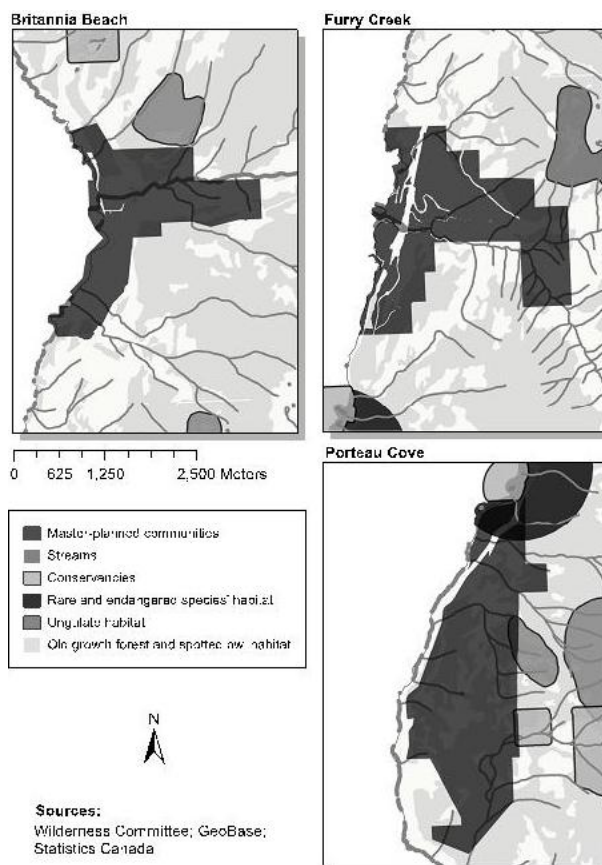 Britannia Beach
Furry Creek
0 625 1,250 2,500 Meters
Porteau Cove
Master-planned communities
Streams
Conservancies
Rare and endangered species' habitat
Ungulate habitat
Old growth forest and spotted owl habitat
N
Sources:
Wilderness Committee; GeoBase;
Statistics Canada